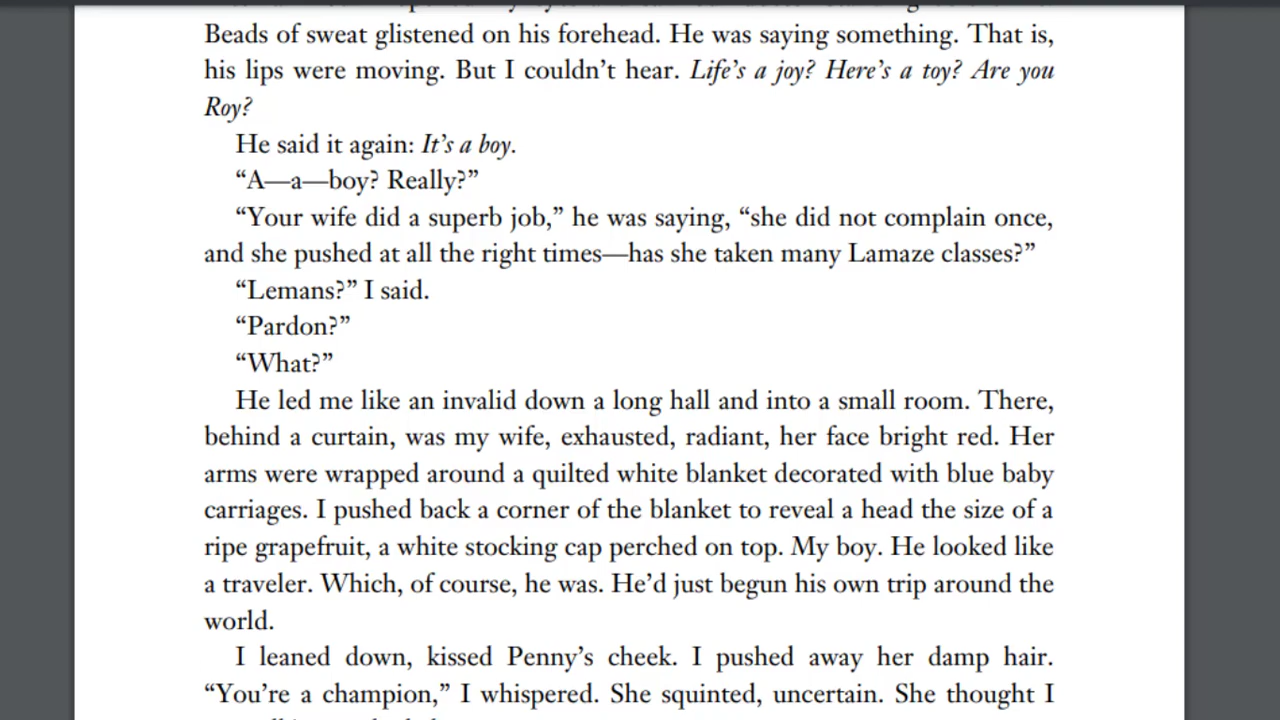 Beads of sweat glistened on his forehead. He was saying something. That is,
his lips were moving. But I couldn’t hear. Life’s a joy? Here’s a toy? Are you
Roy?
He said it again: It’s a boy.
“A—a—boy? Really?”
“Your wife did a superb job,” he was saying, “she did not complain once,
and she pushed at all the right times—has she taken many Lamaze classes?”
“Lemans?” I said.
“Pardon?”
“What?”
He led me like an invalid down a long hall and into a small room. There,
behind a curtain, was my wife, exhausted, radiant, her face bright red. Her
arms were wrapped around a quilted white blanket decorated with blue baby
carriages. I pushed back a corner of the blanket to reveal a head the size of a
ripe grapefruit, a white stocking cap perched on top. My boy. He looked like
a traveler. Which, of course, he was. He’d just begun his own trip around the
world.
I leaned down, kissed Penny’s cheek. I pushed away her damp hair.
“You’re a champion,” I whispered. She squinted, uncertain. She thought I